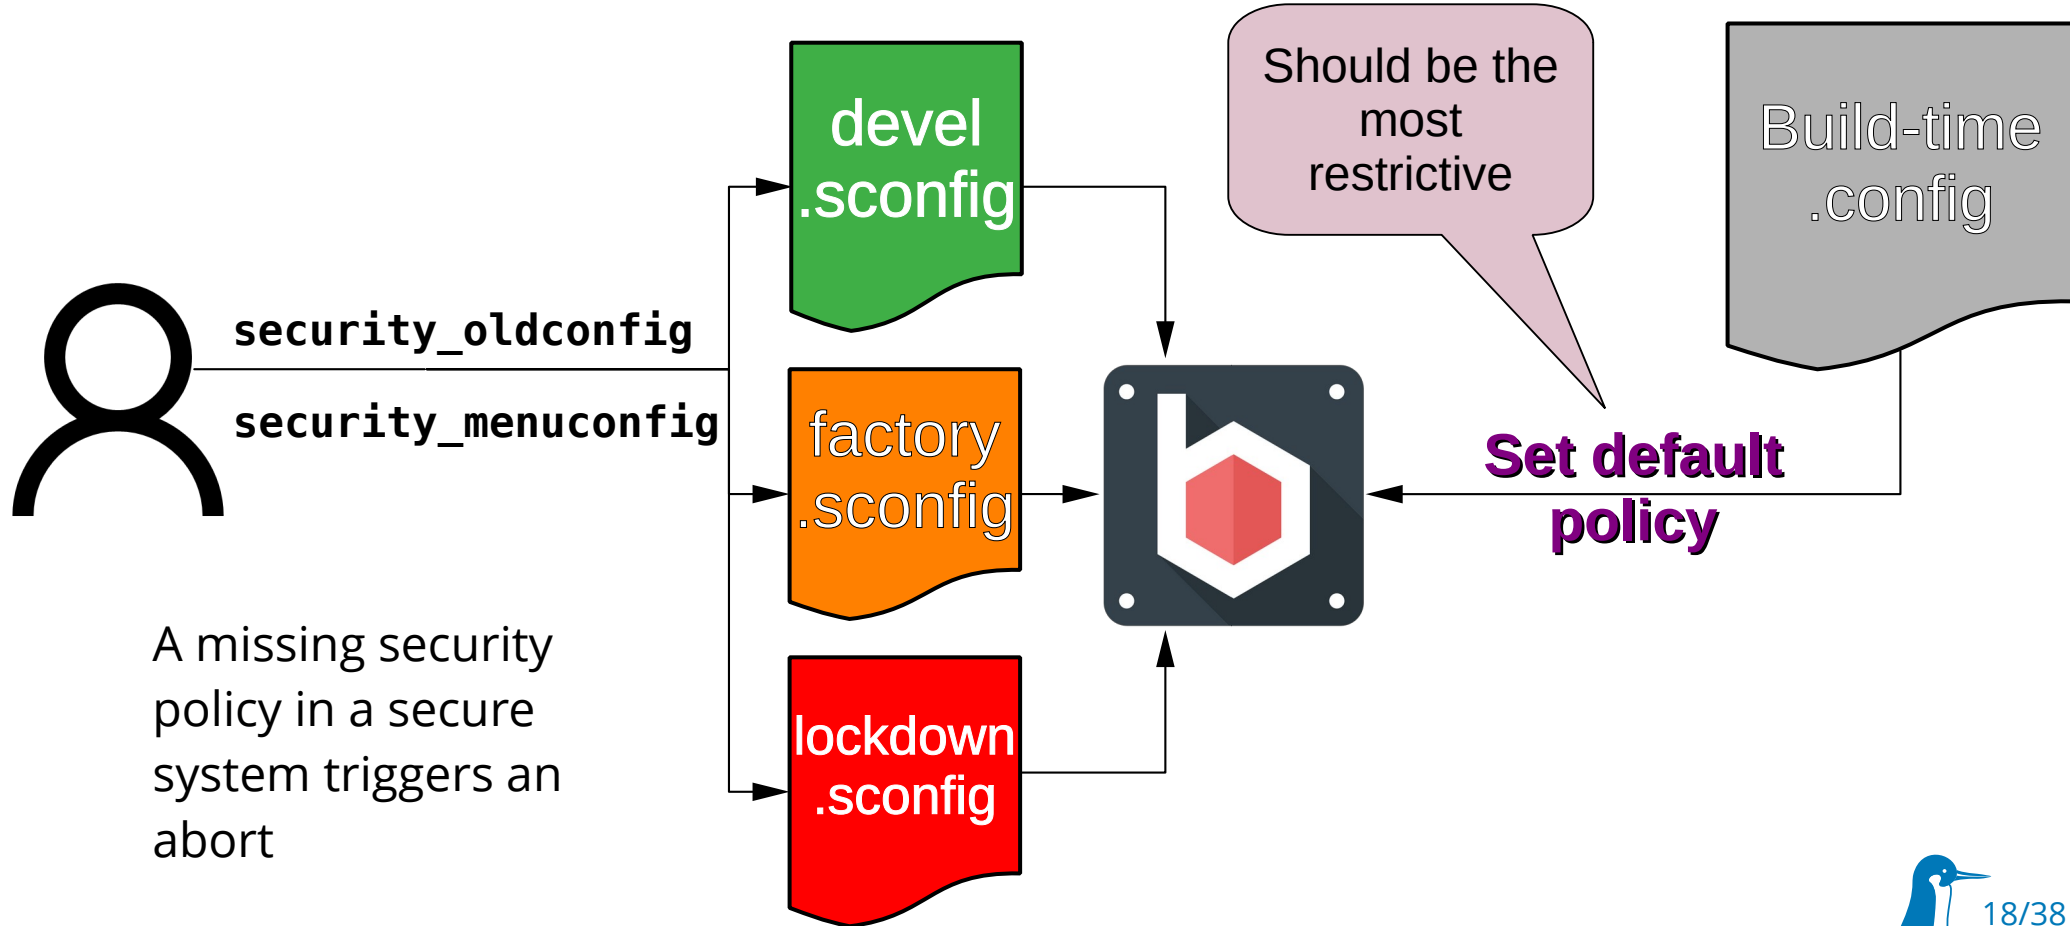 security_oldconfig
security_menuconfig
A missing security
policy in a secure
system triggers an
abort
devel
.sconfig
factory
.sconfig
lockdown
.sconfig
Should be the
most
restrictive
Set default
policy
Build-time
.config
18/38